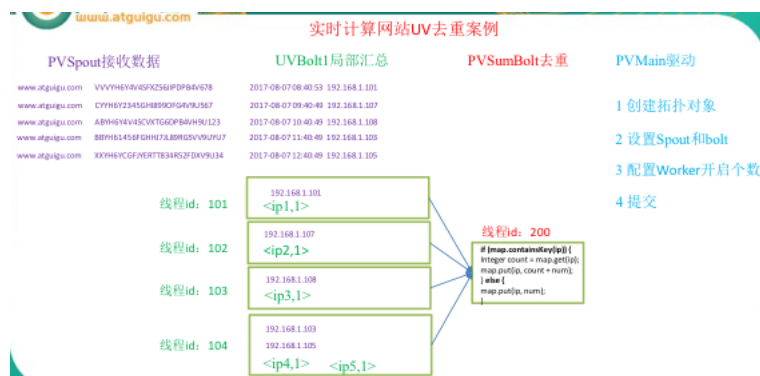 www.atguigu.com
实时计算网站UV去重案例
PVSpout接收数据 UVBolt1局部汇总 PVSumBolt去重 PVMain驱动
www.atguigu.com VVVYH6Y4V4SFXZ56JIPDPB4V678 2017-08-07 08:40:53 192.168.1.101
www.atguigu.com CYYH6Y2345GHI899OFG4V9U567 2017-08-07 09:40:49 192.168.1.107
www.atguigu.com ABYH6Y4V4SCVXTG6DPB4VH9U123 2017-08-07 10:40:49 192.168.1.108
www.atguigu.com BBYH61456FGHHJ7JL89RG5VV9UYU7 2017-08-07 11:40:49 192.168.1.103
www.atguigu.com XXYH6YCGFJYERTTB34R52FDXV9U34 2017-08-07 12:40:49 192.168.1.105
1 创建拓扑对象
2 设置Spout和bolt
3 配置Worker开启个数
4 提交
线程id：101
192.168.1.101
<ip1,1>
线程id：102
192.168.1.107
<ip2,1>
线程id：103
192.168.1.108
<ip3,1>
线程id：104
192.168.1.103
192.168.1.105
<ip4,1> <ip5,1>
线程id：200
if (map.containsKey(ip)) {
Integer count = map.get(ip);
map.put(ip, count + num);
} else {
map.put(ip, num);
}